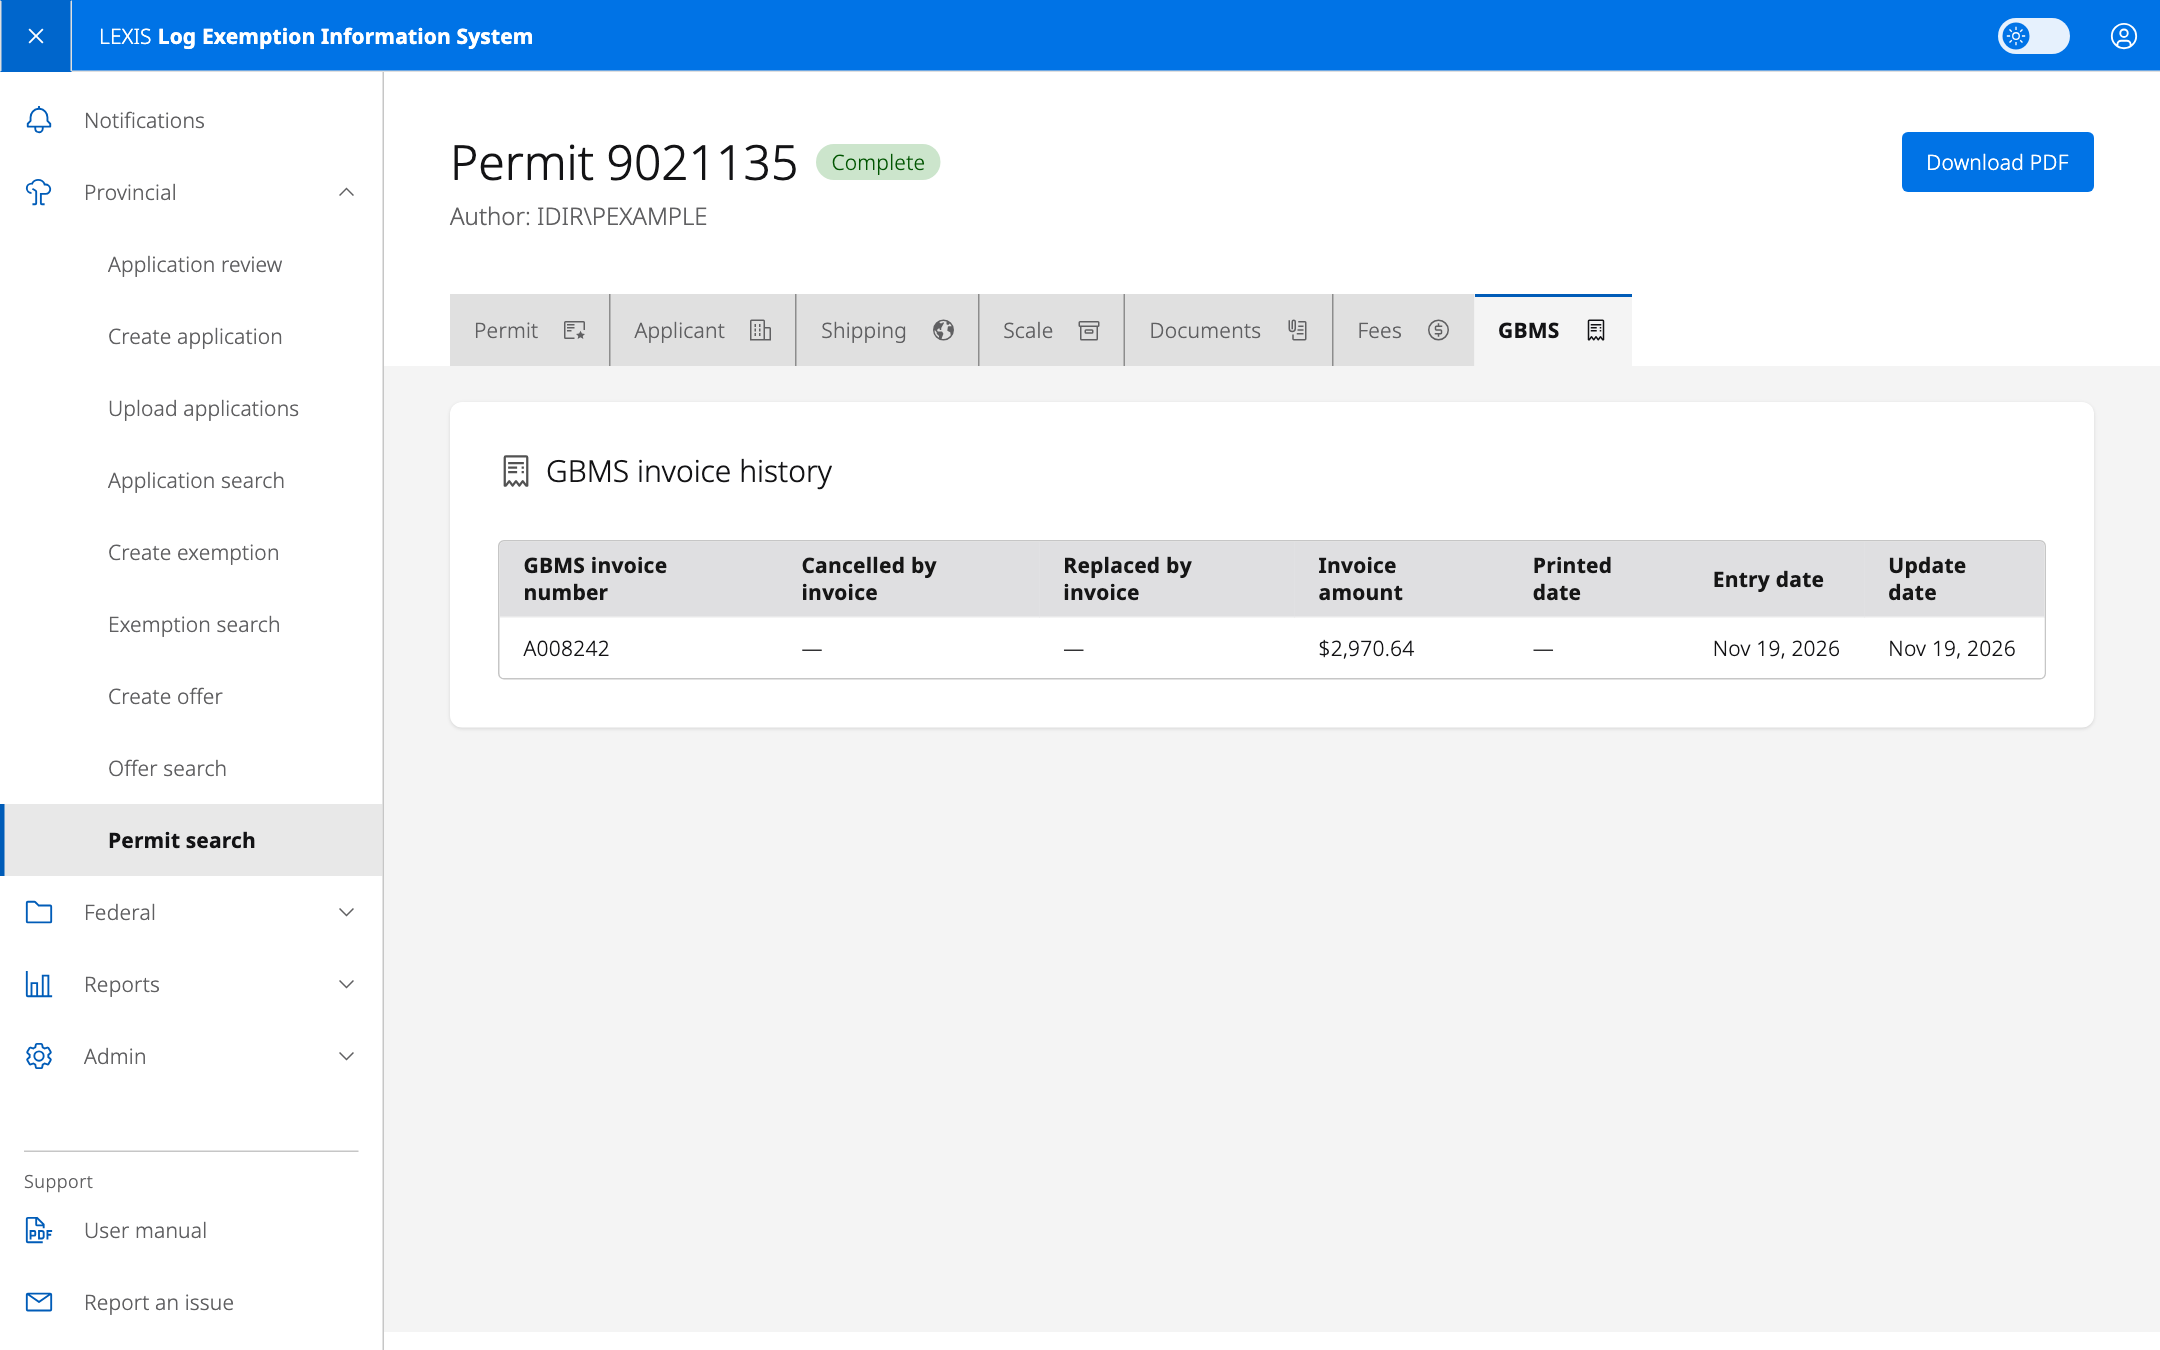 LEXIS Log Exemption Information System
Notifications
Provincial
Application review
Create application
Upload applications
Application search
Create exemption
Exemption search
Create offer
Offer search
Permit search
Federal
Reports
Admin
Support
PDF
User manual
Report an issue
Permit 9021135
Complete
Author: IDIR\PEXAMPLE
Download PDF
Permit
Applicant
Shipping
Scale
Documents
Fees
GBMS
GBMS invoice history
GBMS invoice number
Cancelled by invoice
Replaced by invoice
Invoice amount
Printed date
Entry date
Update date
A008242
—
—
$2,970.64
—
Nov 19, 2026
Nov 19, 2026